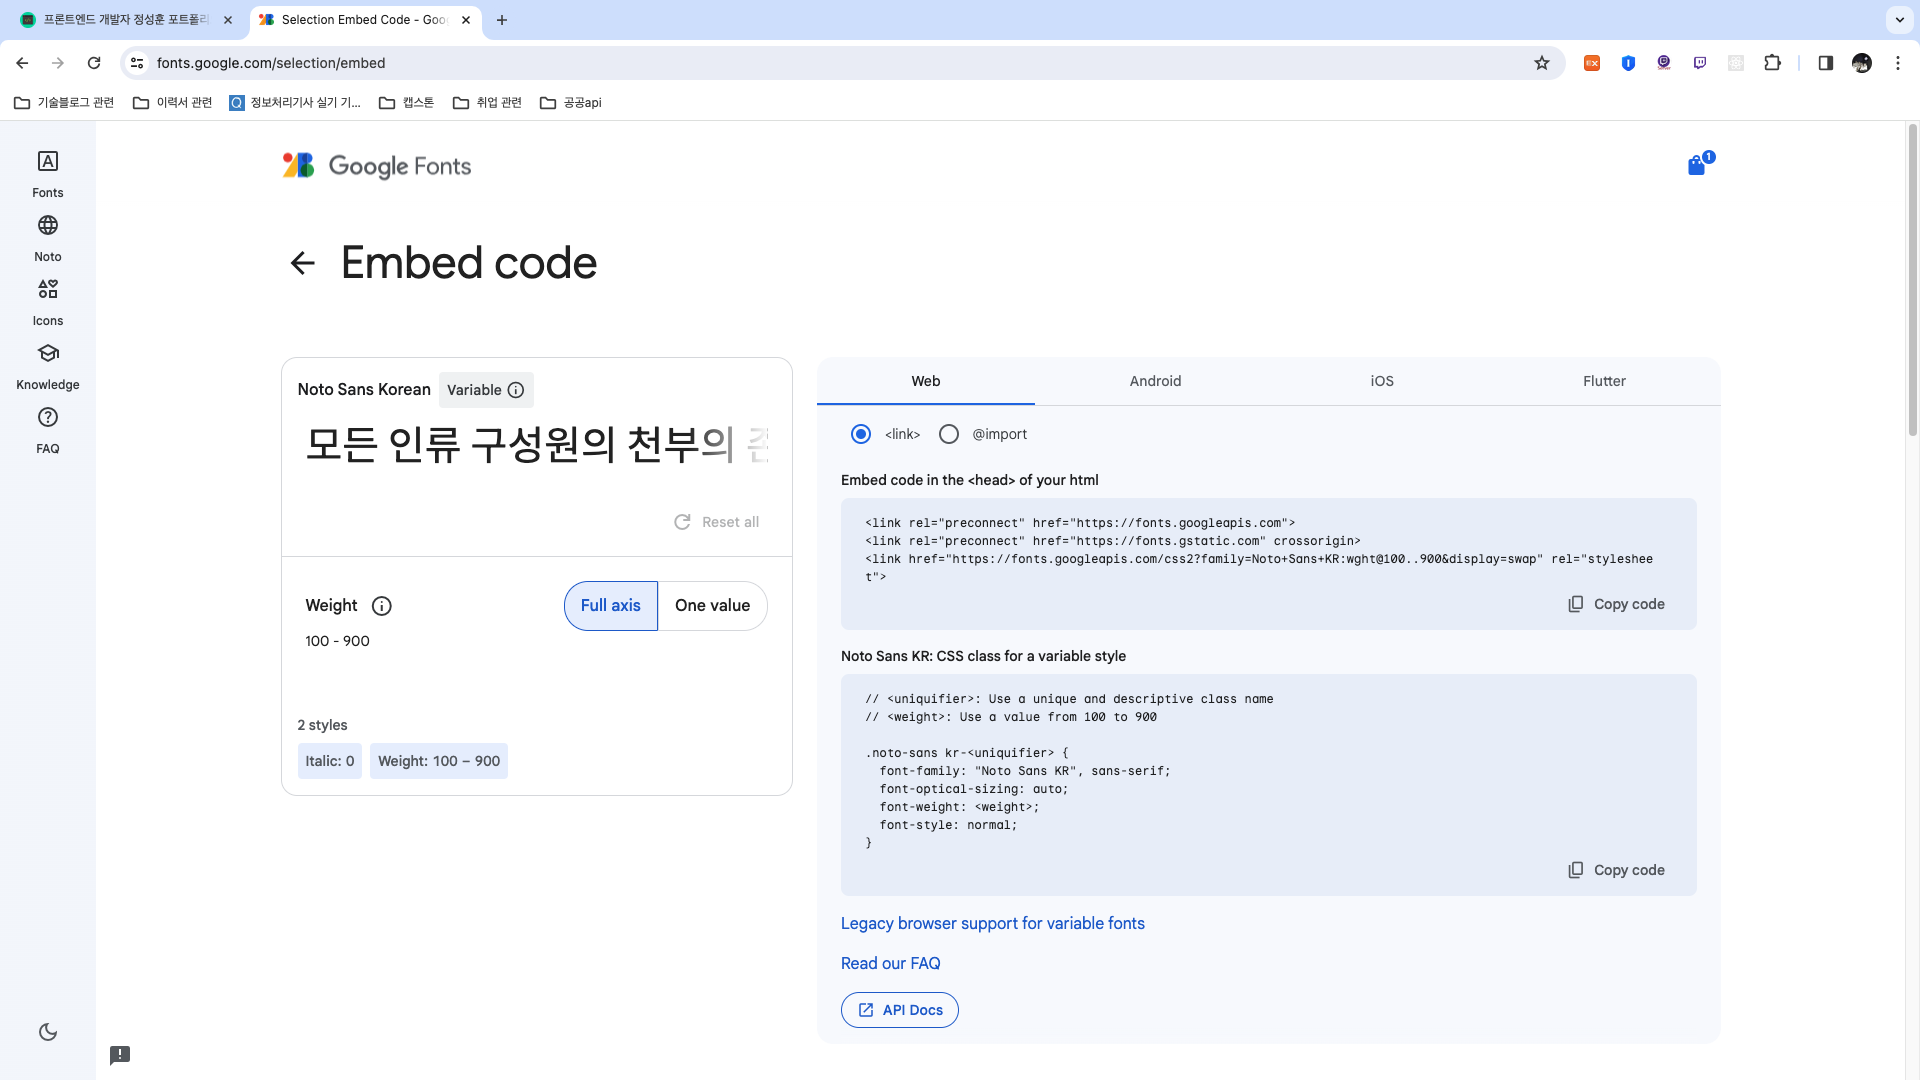 프론트엔드 개발자 정성훈 포트폴리
Selection Embed Code - Goo
fonts.google.com/selection/embed
기술블로그 관련
이력서 관련
정보처리기사 실기 기...
캡스톤
취업 관련
공공api
Fonts
Noto
Icons
Knowledge
FAQ
Google Fonts
1
Embed code
Noto Sans Korean
Variable
모든 인류 구성원의 천부의 존
Reset all
Weight
Full axis
One value
100 - 900
2 styles
Italic: 0
Weight: 100 – 900
Web
Android
iOS
Flutter
<link>
@import
Embed code in the <head> of your html
<link rel="preconnect" href="https://fonts.googleapis.com">
<link rel="preconnect" href="https://fonts.gstatic.com" crossorigin>
<link href="https://fonts.googleapis.com/css2?family=Noto+Sans+KR:wght@100..900&display=swap" rel="styleshee
t">
Copy code
Noto Sans KR: CSS class for a variable style
// <uniquifier>: Use a unique and descriptive class name
// <weight>: Use a value from 100 to 900
.noto-sans kr-<uniquifier> {
font-family: "Noto Sans KR", sans-serif;
font-optical-sizing: auto;
font-weight: <weight>;
font-style: normal;
}
Copy code
Legacy browser support for variable fonts
Read our FAQ
API Docs